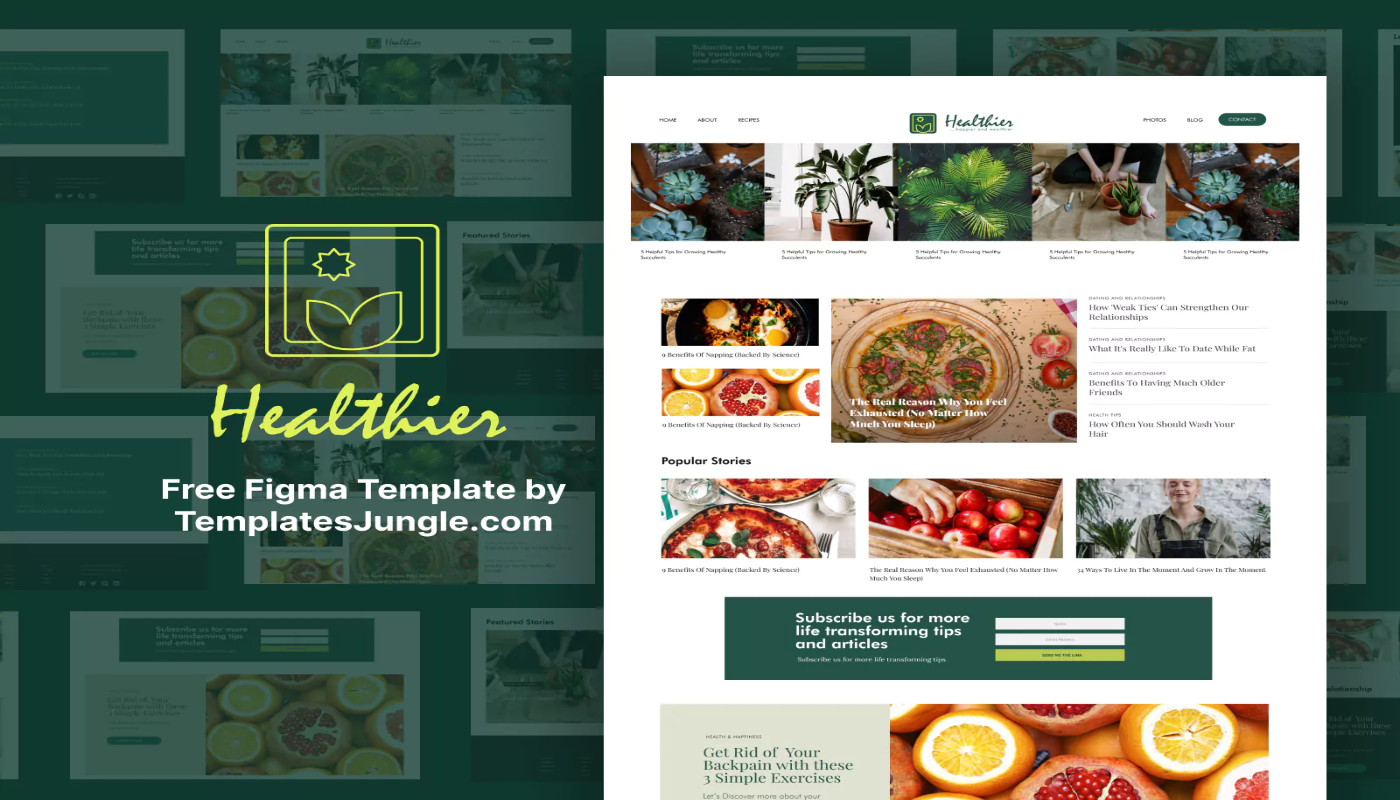 Healthier
Free Figma Template by
TemplatesJungle.com
HOME ABOUT RECIPES
Healthier
happier and wealthier
PHOTOS BLOG CONTACT
5 Helpful Tips for Growing Healthy
Succulents
5 Helpful Tips for Growing Healthy
Succulents
5 Helpful Tips for Growing Healthy
Succulents
5 Helpful Tips for Growing Healthy
Succulents
5 Helpful Tips for Growing Healthy
Succulents
9 Benefits Of Napping (Backed By Science)
9 Benefits Of Napping (Backed By Science)
The Real Reason Why You Feel
Exhausted (No Matter How
Much You Sleep)
DATING AND RELATIONSHIPS
How 'Weak Ties' Can Strengthen Our
Relationships
DATING AND RELATIONSHIPS
What It's Really Like To Date While Fat
DATING AND RELATIONSHIPS
Benefits To Having Much Older
Friends
HEALTH TIPS
How Often You Should Wash Your
Hair
Popular Stories
9 Benefits Of Napping (Backed By Science)
The Real Reason Why You Feel Exhausted (No Matter How
Much You Sleep)
34 Ways To Live In The Moment And Grow In The Moment
Subscribe us for more
life transforming tips
and articles
Subscribe us for more life transforming tips
Name
Email Address
SEND ME THE LINK
HEALTH & HAPPINESS
Get Rid of Your
Backpain with these
3 Simple Exercises
Let's Discover more about your
Healthier
Subscribe us for more
life transforming tips
and articles
Subscribe us for more
life transforming tips
and articles
Featured Stories
Get Rid of Your
Backpain with these
3 Simple Exercises
Subscribe us for more
life transforming tips
and articles
Featured Stories
Get Rid of Your
Backpain with these
3 Simple Exercises